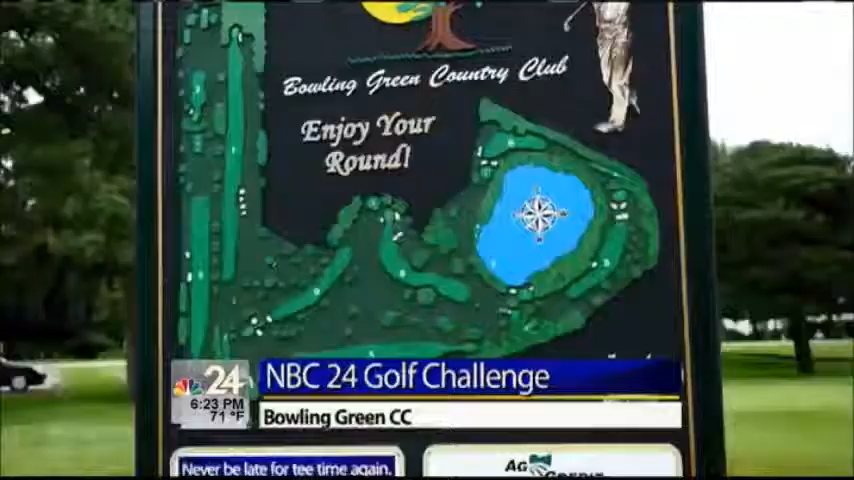 Bowling Green Country Club
Enjoy Your
Round!
24
NBC 24 Golf Challenge
6:23 PM
71 °F
Bowling Green CC
Never be late for tee time again.
AG CREDIT